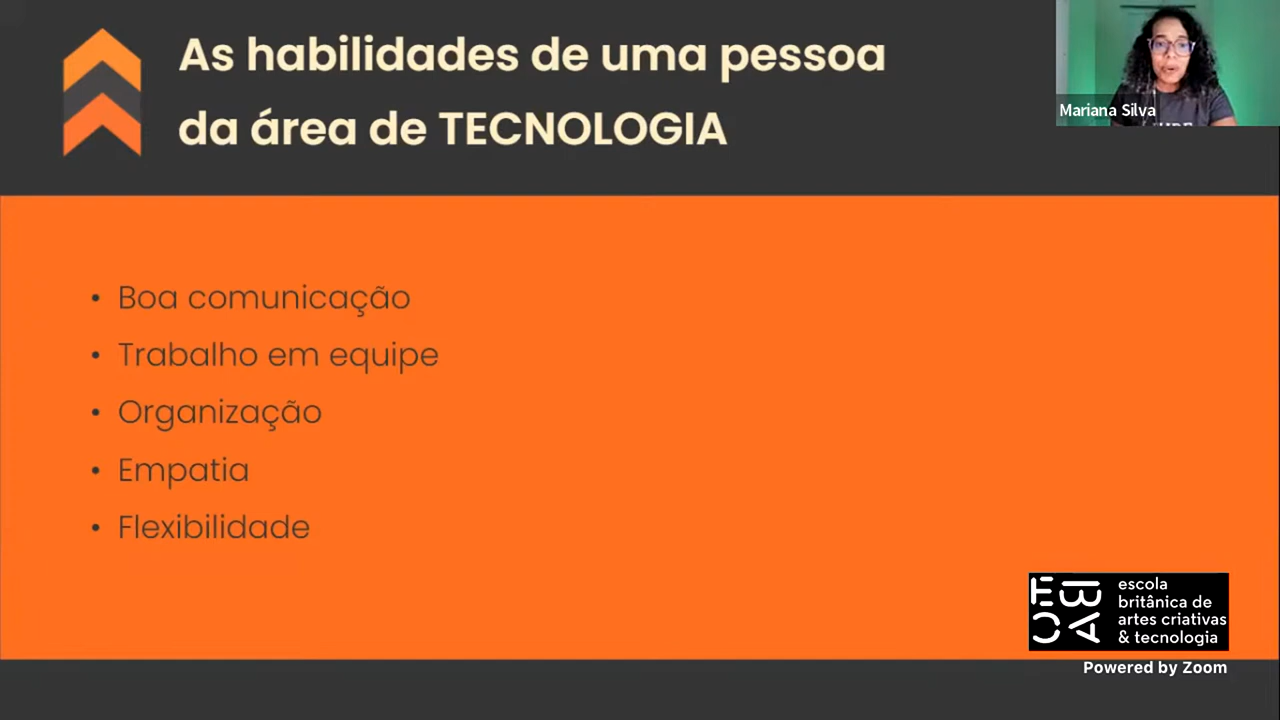 As habilidades de uma pessoa
da área de TECNOLOGIA
Mariana Silva
• Boa comunicação
• Trabalho em equipe
• Organização
• Empatia
• Flexibilidade
escola
britânica de
artes criativas
& tecnologia
Powered by Zoom